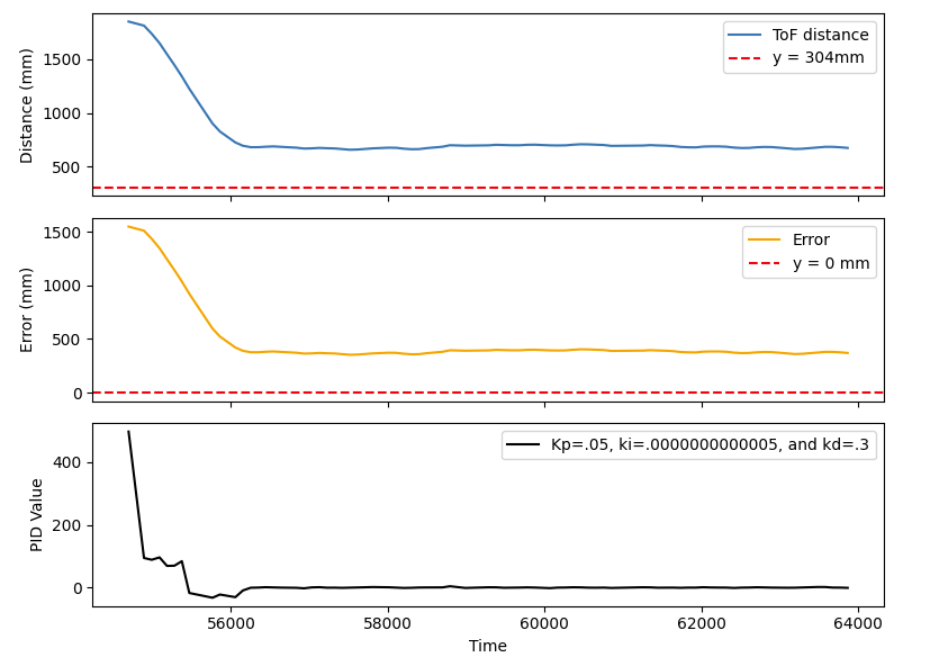 Distance (mm)
1500
1000
500
ToF distance
y = 304mm
Error (mm)
1500
1000
500
0
Error
y = 0 mm
PID Value
400
200
0
Kp=.05, ki=.0000000000005, and kd=.3
56000 58000 60000 62000 64000
Time